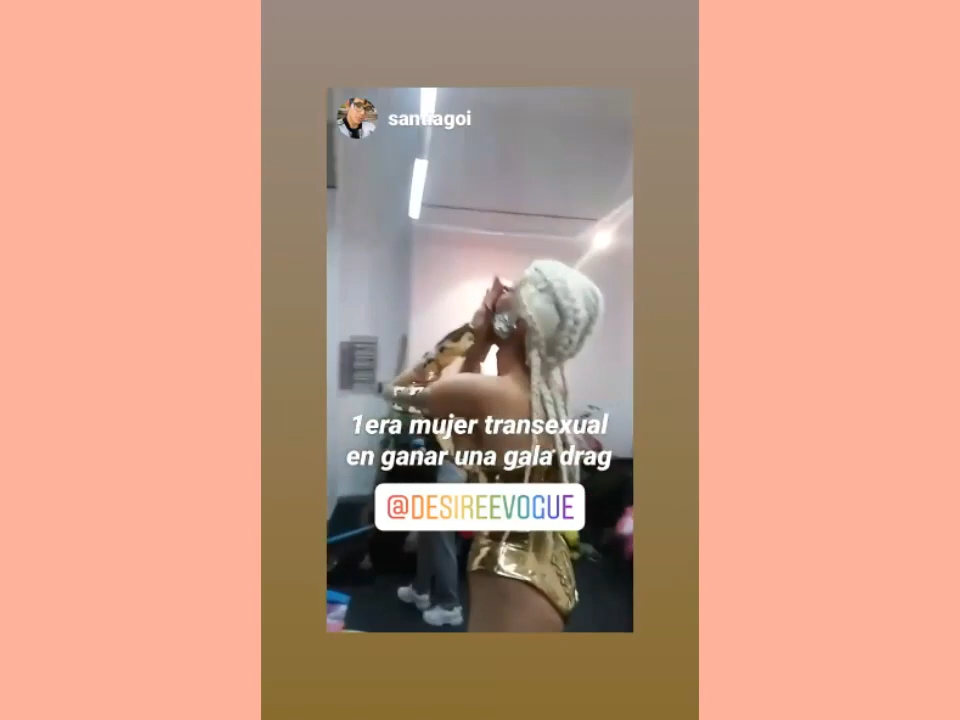 santiagoi
1era mujer transexual
en ganar una gala drag
@DESIREEVOGUE